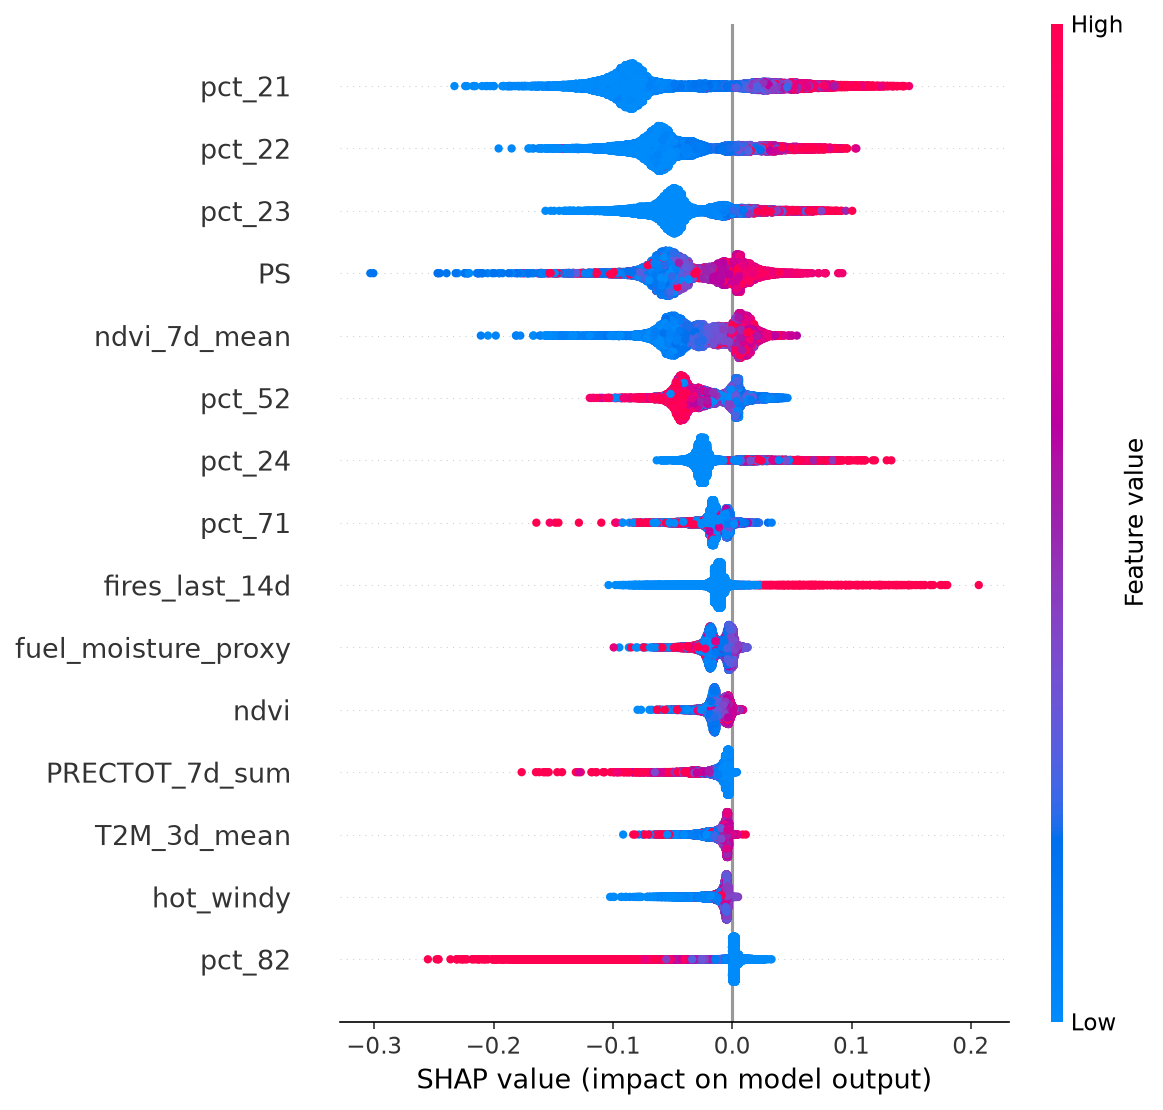 High
pct_21
pct_22
pct_23
PS
ndvi_7d_mean
pct_52
pct_24
pct_71
fires_last_14d
fuel_moisture_proxy
ndvi
PRECTOT_7d_sum
T2M_3d_mean
hot_windy
pct_82
Feature value
Low
−0.3 −0.2 −0.1 0.0 0.1 0.2
SHAP value (impact on model output)